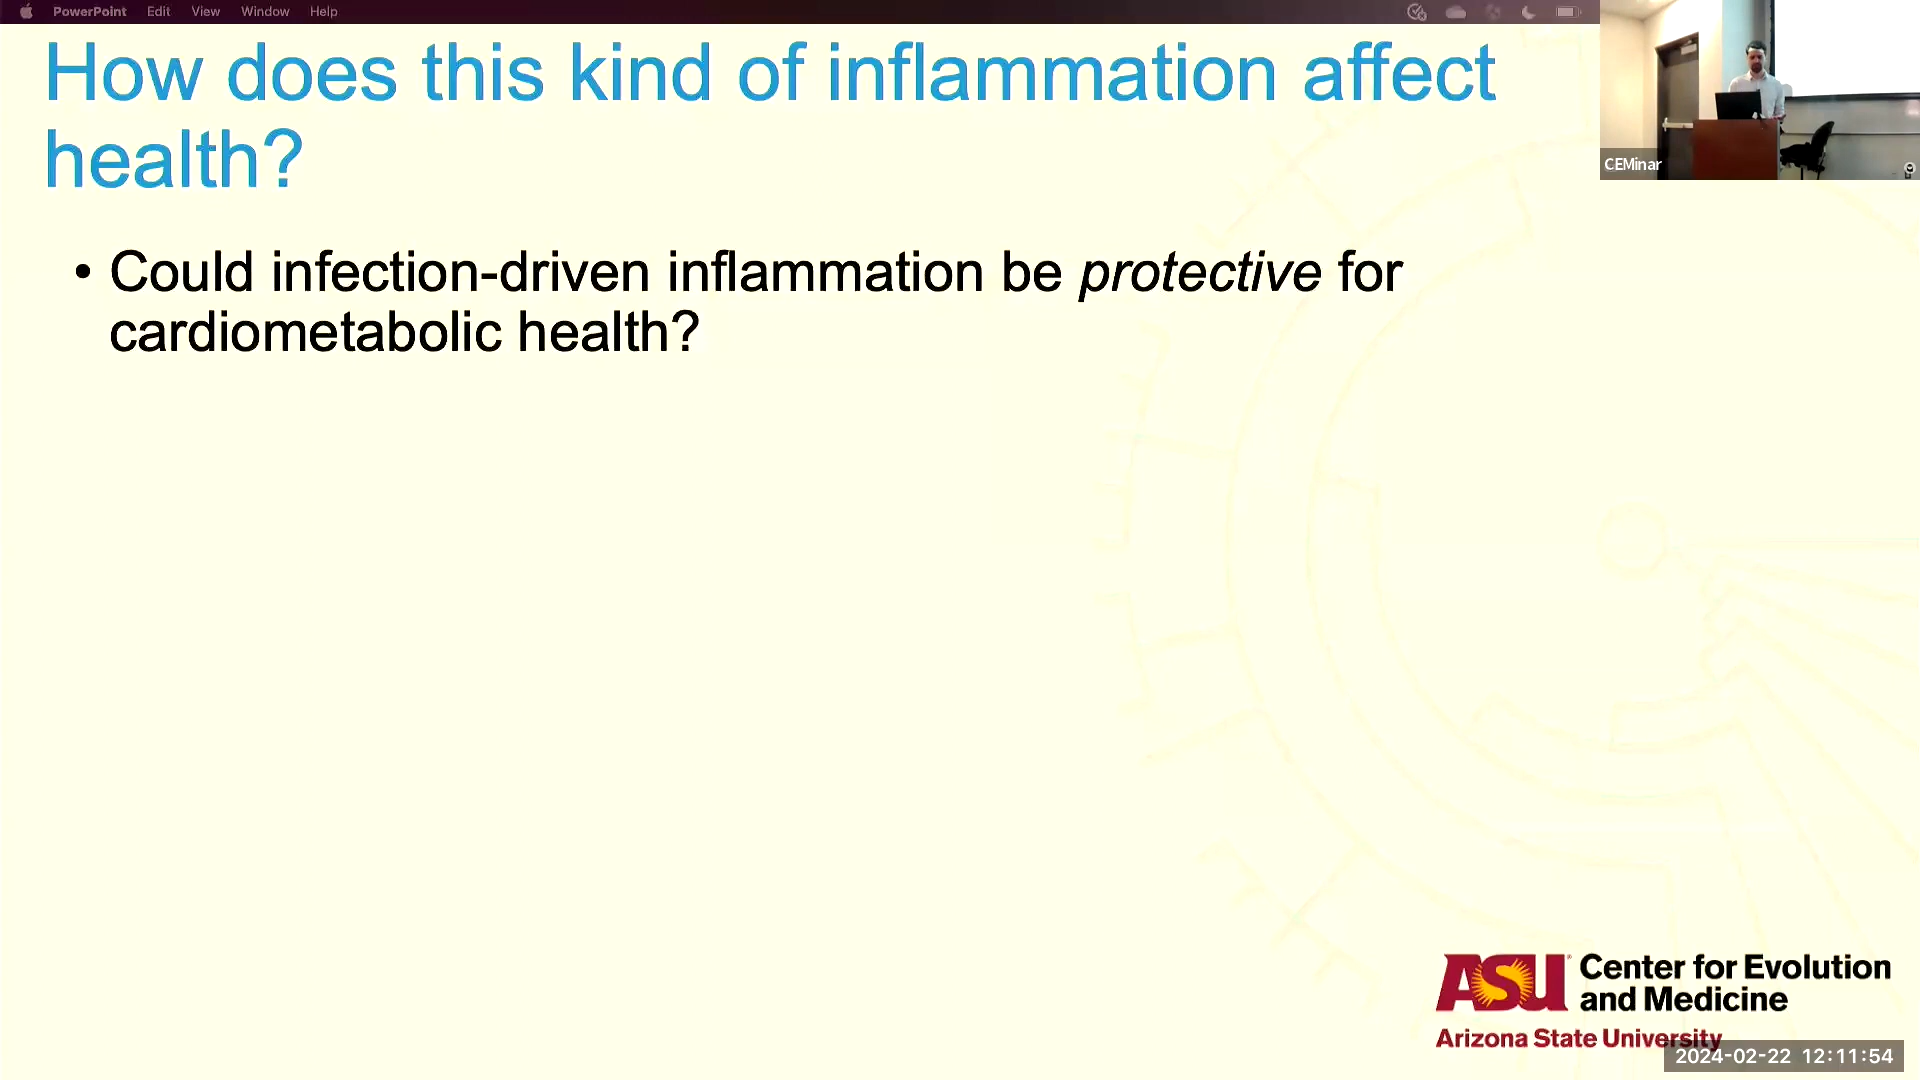 PowerPoint Edit View Window Help
How does this kind of inflammation affect
health?
CEMinar
• Could infection-driven inflammation be protective for
cardiometabolic health?
ASU Center for Evolution
and Medicine
Arizona State University
2024-02-22 12:11:54